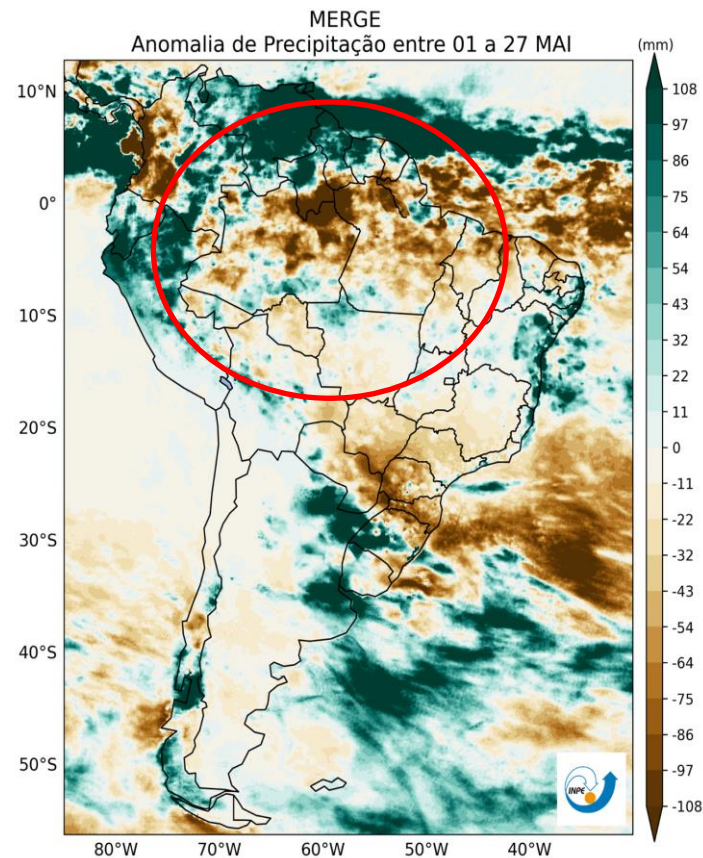 MERGE
Anomalia de Precipitação entre 01 a 27 MAI
(mm)
10°N
0°
10°S
20°S
30°S
40°S
50°S
80°W
70°W
60°W
50°W
40°W
108
97
86
75
64
54
43
32
22
11
0
-11
-22
-32
-43
-54
-64
-75
-86
-97
-108
INPE